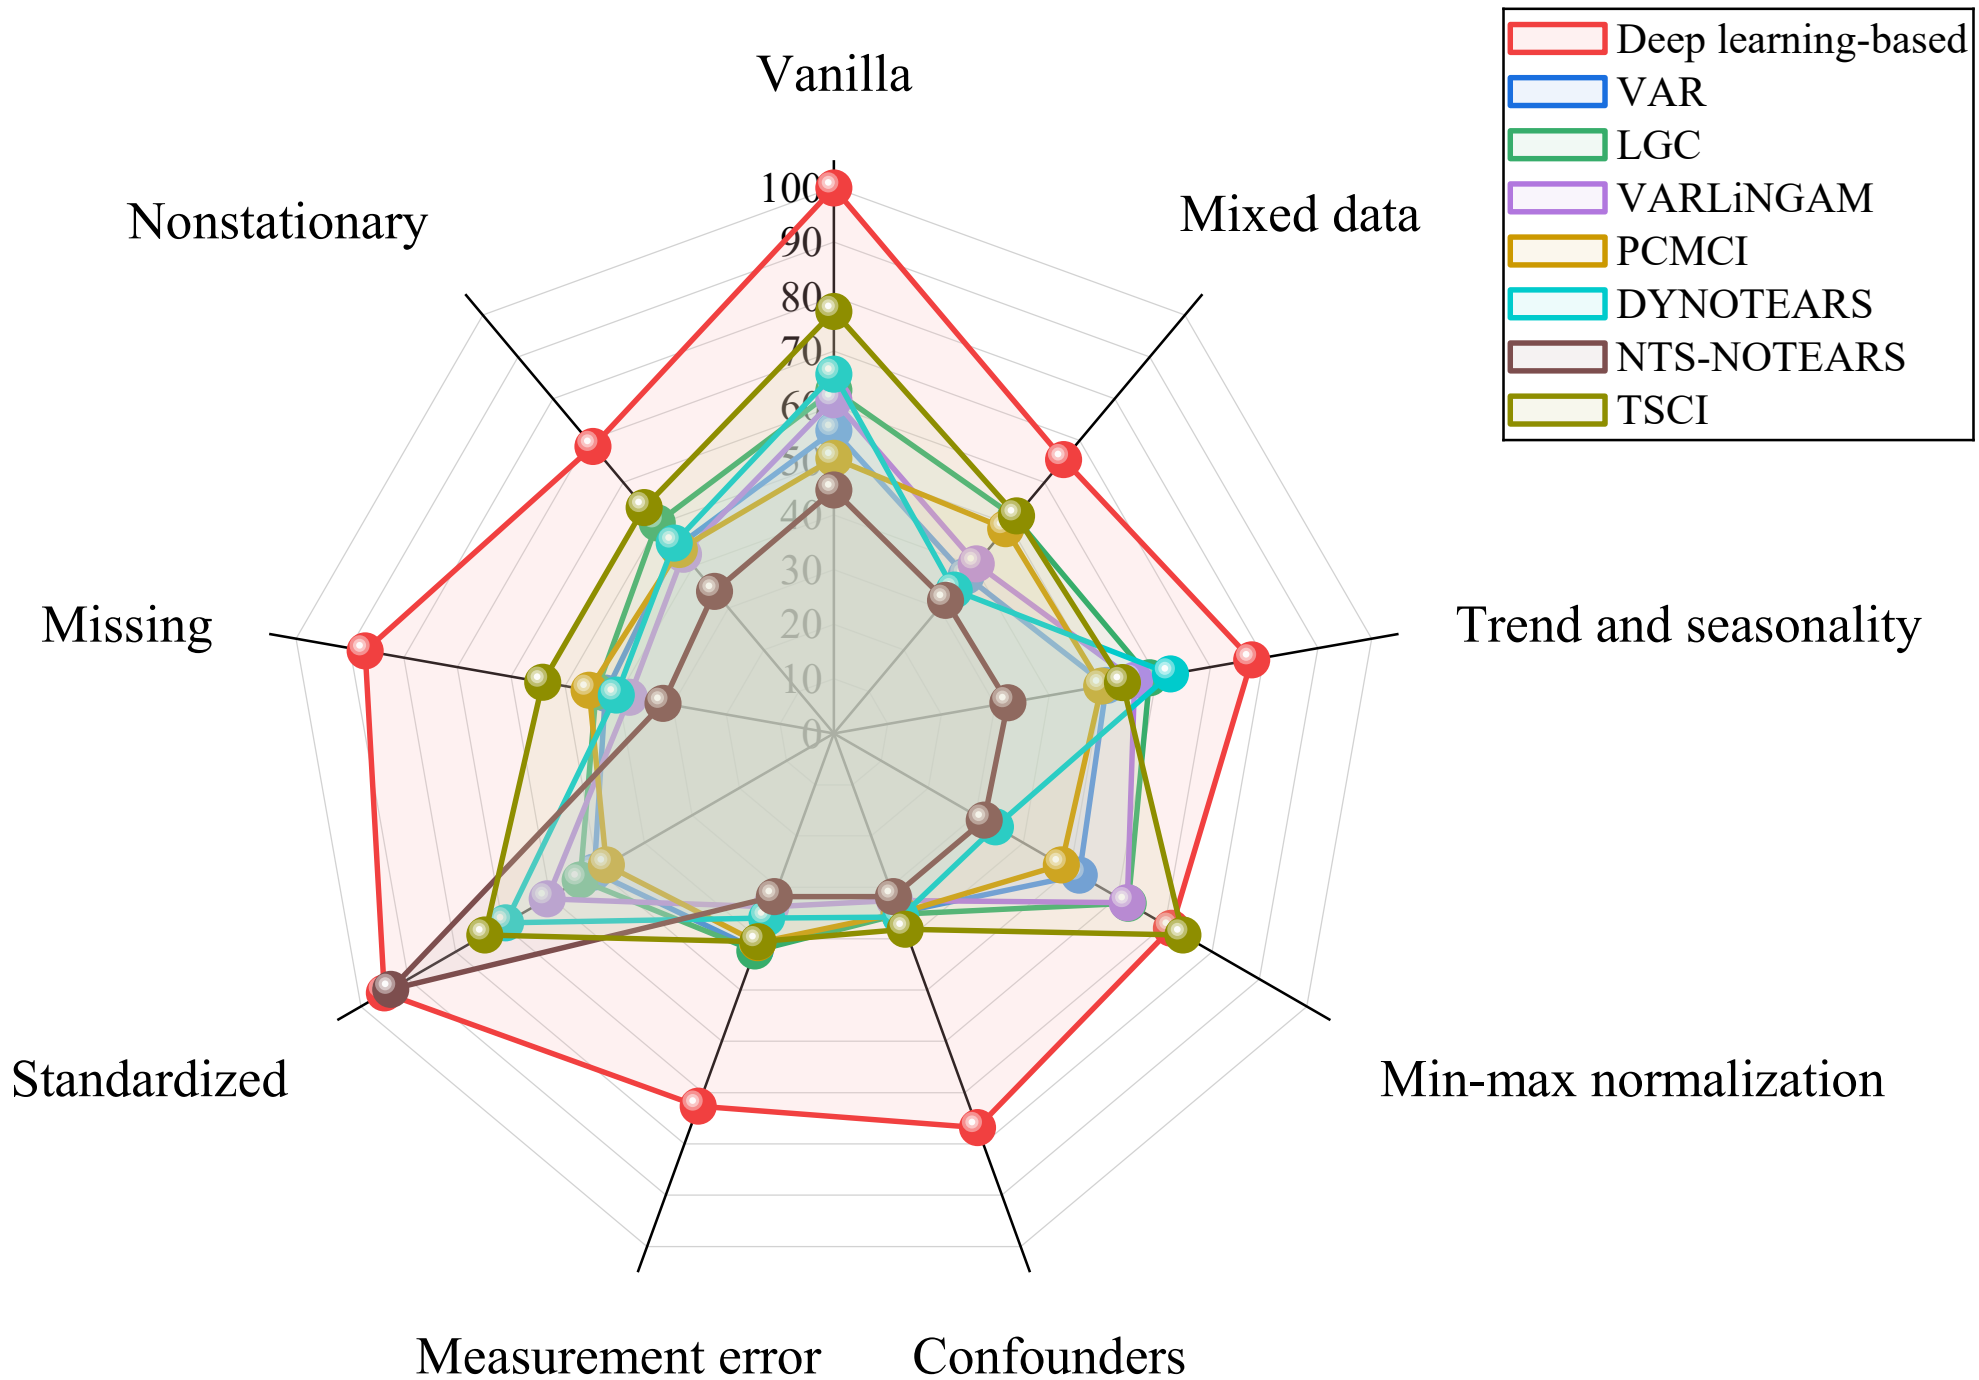 Vanilla
Mixed data
Trend and seasonality
Min-max normalization
Confounders
Measurement error
Standardized
Missing
Nonstationary
100
90
80
70
60
50
40
30
20
10
0
Deep learning-based
VAR
LGC
VARLiNGAM
PCMCI
DYNOTEARS
NTS-NOTEARS
TSCI